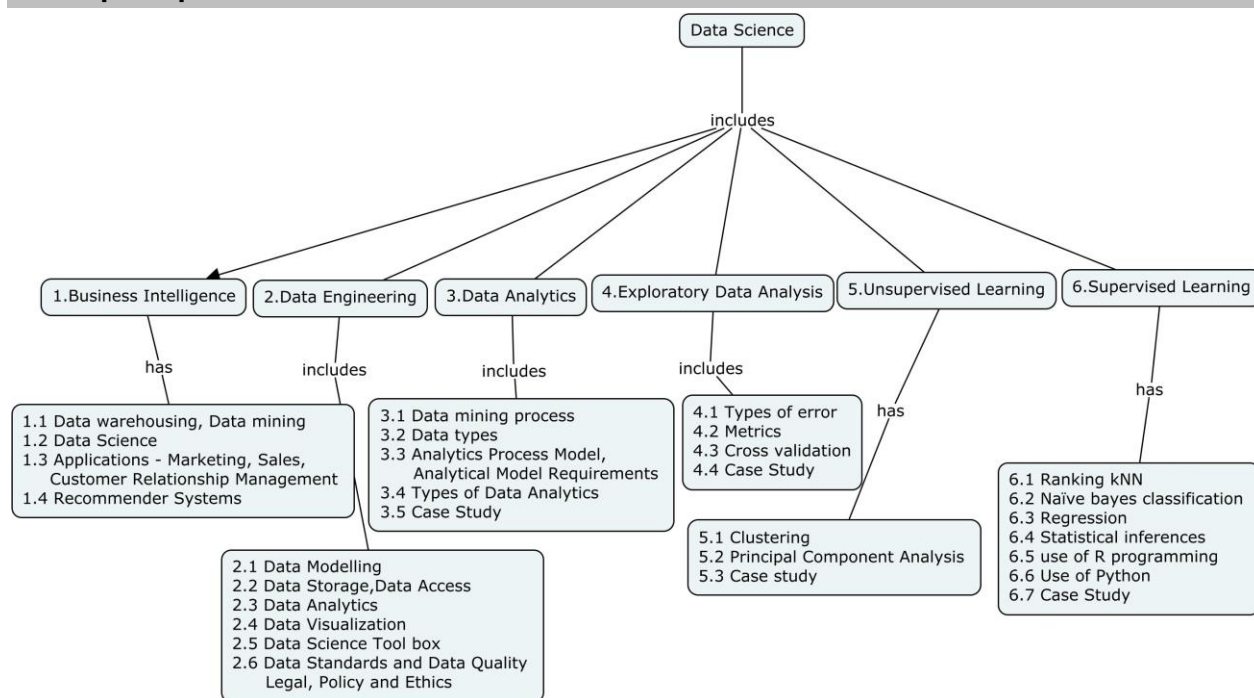 Data Science
includes
1.Business Intelligence
2.Data Engineering
3.Data Analytics
4.Exploratory Data Analysis
5.Unsupervised Learning
6.Supervised Learning
has
includes
includes
includes
has
has
1.1 Data warehousing, Data mining
1.2 Data Science
1.3 Applications - Marketing, Sales,
Customer Relationship Management
1.4 Recommender Systems
2.1 Data Modelling
2.2 Data Storage,Data Access
2.3 Data Analytics
2.4 Data Visualization
2.5 Data Science Tool box
2.6 Data Standards and Data Quality
Legal, Policy and Ethics
3.1 Data mining process
3.2 Data types
3.3 Analytics Process Model,
Analytical Model Requirements
3.4 Types of Data Analytics
3.5 Case Study
4.1 Types of error
4.2 Metrics
4.3 Cross validation
4.4 Case Study
5.1 Clustering
5.2 Principal Component Analysis
5.3 Case study
6.1 Ranking kNN
6.2 Naïve bayes classification
6.3 Regression
6.4 Statistical inferences
6.5 use of R programming
6.6 Use of Python
6.7 Case Study